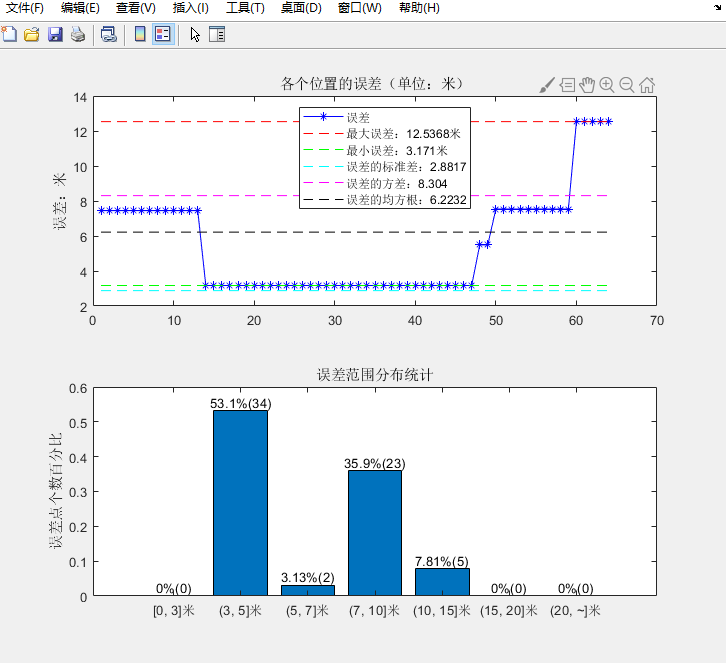 文件(F) 编辑(E) 查看(V) 插入(I) 工具(T) 桌面(D) 窗口(W) 帮助(H)
各个位置的误差（单位：米）
误差：米
14
12
10
8
6
4
2
误差
最大误差：12.5368米
最小误差：3.171米
误差的标准差：2.8817
误差的方差：8.304
误差的均方根：6.2232
0 10 20 30 40 50 60 70
误差范围分布统计
误差点个数百分比
0.6
0.5
0.4
0.3
0.2
0.1
0
0%(0) 53.1%(34) 3.13%(2) 35.9%(23) 7.81%(5) 0%(0) 0%(0)
[0, 3]米 (3, 5]米 (5, 7]米 (7, 10]米 (10, 15]米 (15, 20]米 (20, ~]米